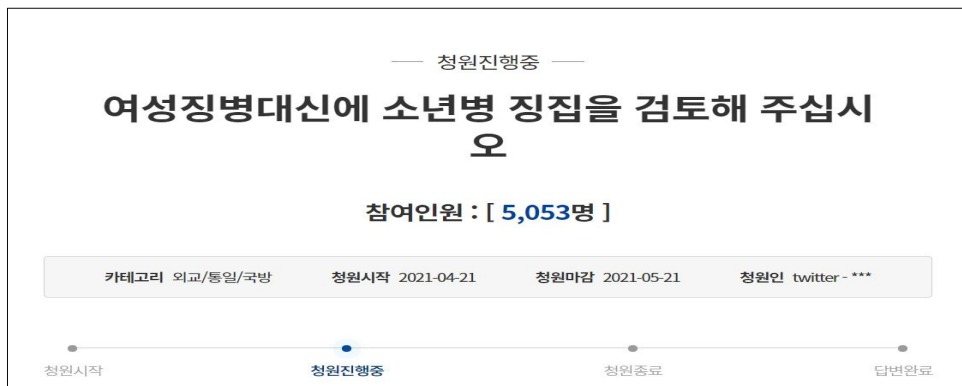 청원진행중
여성징병대신에 소년병 징집을 검토해 주십시
오
참여인원 : [ 5,053명 ]
카테고리 외교/통일/국방 청원시작 2021-04-21 청원마감 2021-05-21 청원인 twitter - ***
청원시작 청원진행중 청원종료 답변완료